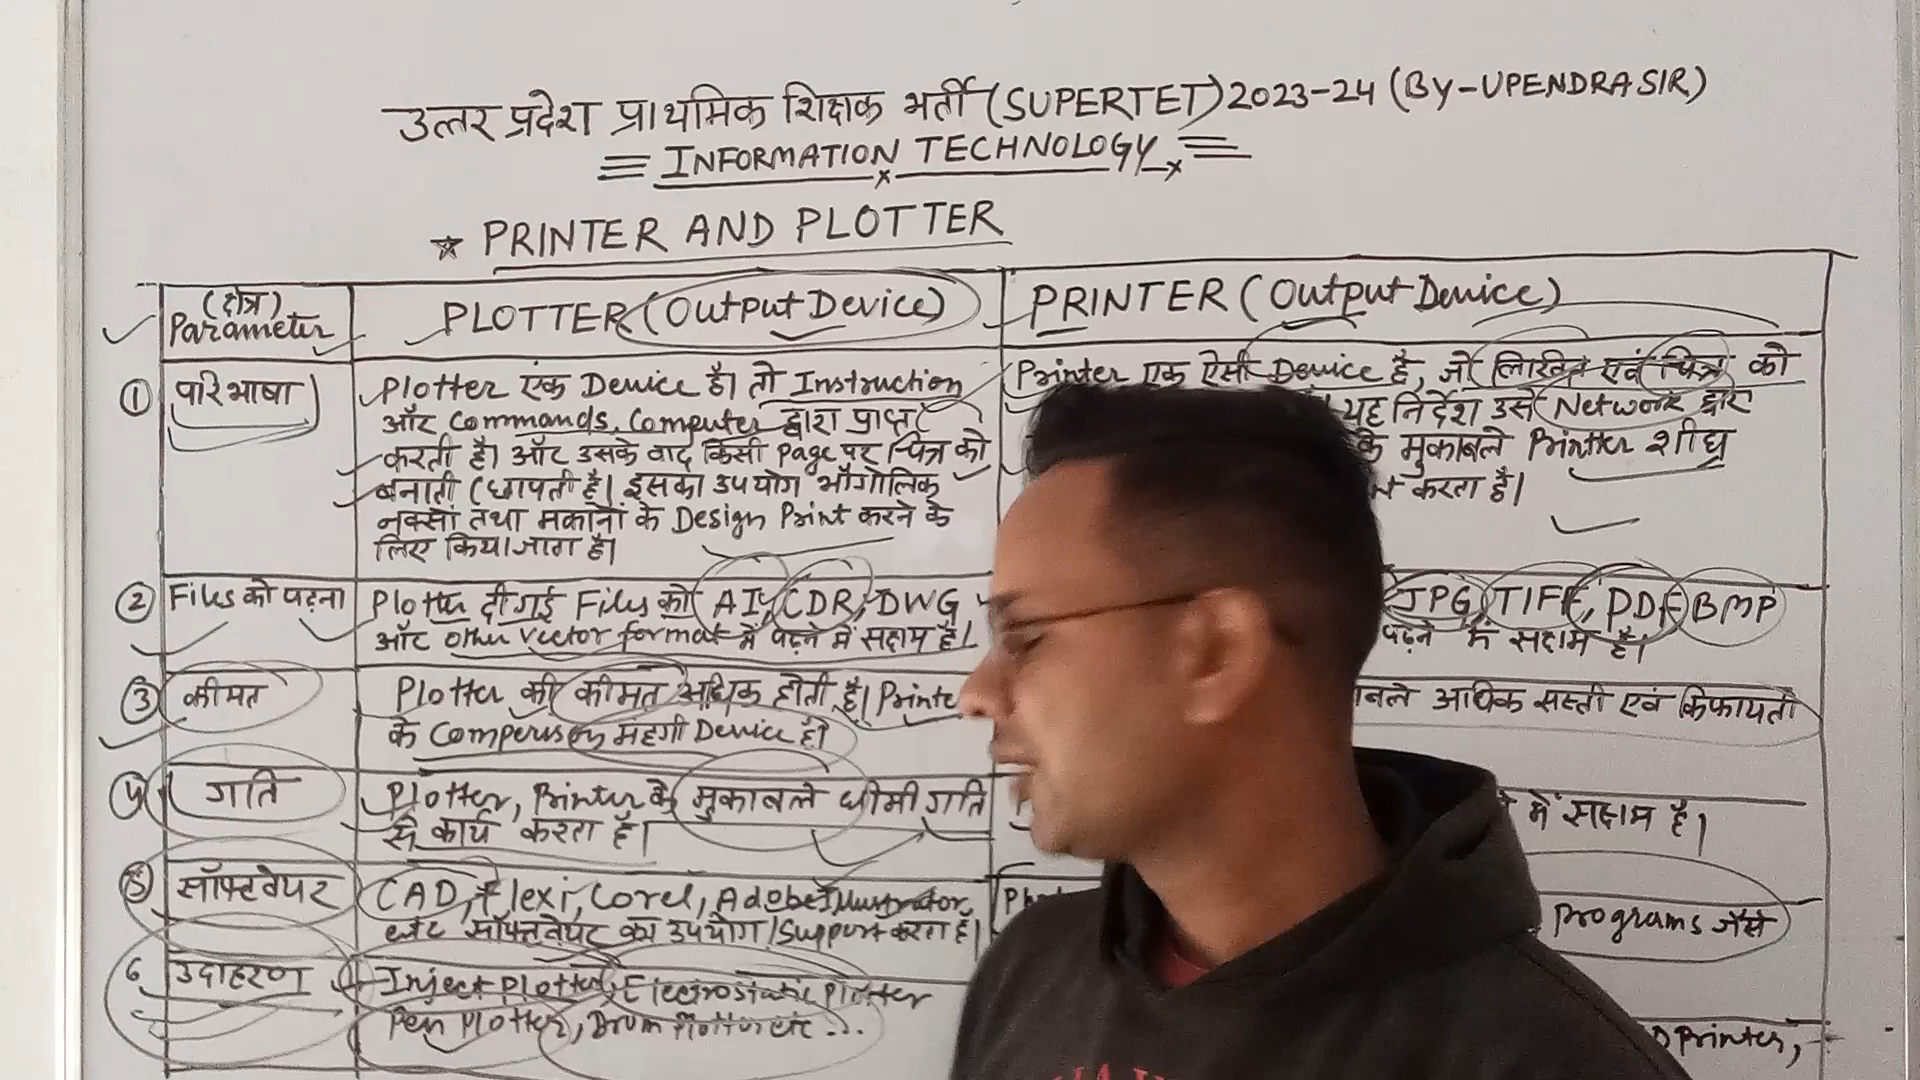 उत्तर प्रदेश प्राथमिक शिक्षक भर्ती (SUPERTET) 2023-24 (BY-UPENDRA SIR)
INFORMATION TECHNOLOGY
★ PRINTER AND PLOTTER
(क्षेत्र)
Parameter
PLOTTER (Output Device)
PRINTER (Output Device)
① परिभाषा
Plotter एक Device है। तो Instruction
और Commands, Computer द्वारा प्राप्त
करती है। और उसके बाद किसी Page पर चित्र को
बनाती (छापती है। इसका उपयोग भौगोलिक
नक्सों तथा मकानों के Design Print करने के
लिए किया जाता है।
Printer एक ऐसी Device है, जो लिखित एवं चित्र को
यह निर्देश उसे Network द्वारा
के मुकाबले Printer शीघ्र
करता है।
② Files को पढ़ना
Plotter दी गई Files को AI, CDR, DWG
और other vector format में पढ़ने में सक्षम है।
JPG, TIFF, PDF, BMP
पढ़ने में सक्षम है।
③ कीमत
Plotter की कीमत अधिक होती है। Printe
के Comperison मंहगी Device है।
अधिक सस्ती एवं किफायती
④ गति
Plotter, Printer के मुकाबले धीमी गति
से कार्य करता है।
में सक्षम है।
⑤ सॉफ्टवेयर
CAD, Flexi, Corel, Adobe Illustrator,
etc सॉफ्टवेयर का उपयोग/Support करता है।
Programs जैसे
6 उदाहरण
Inject Plotter, Electrostatic Plotter
Pen Plotter, Drum Plotter etc...
D Printer,